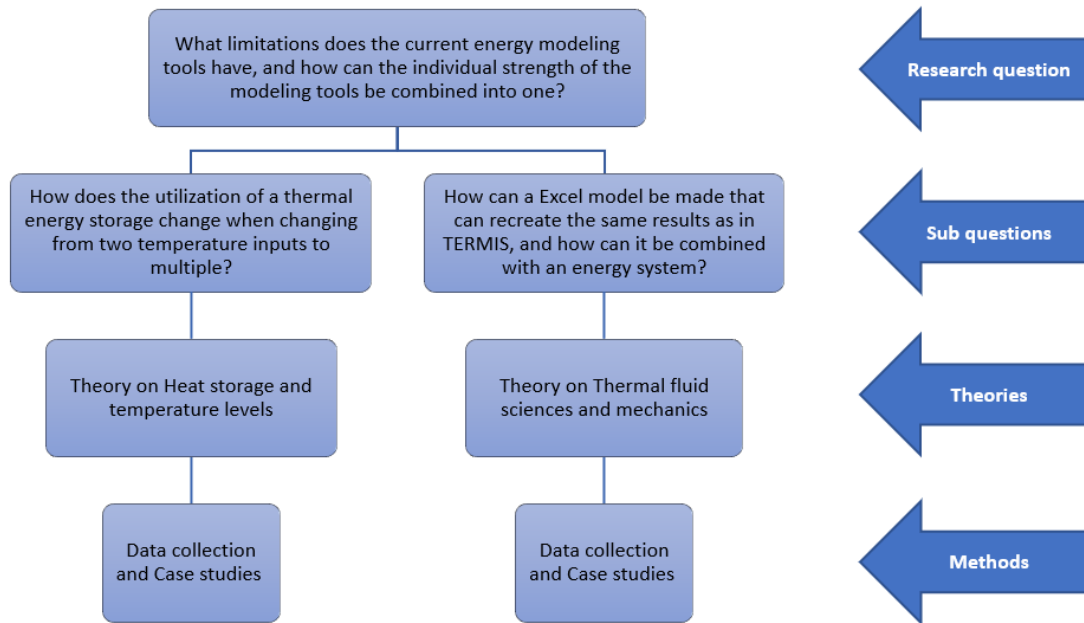 What limitations does the current energy modeling
tools have, and how can the individual strength of the
modeling tools be combined into one?
Research question
How does the utilization of a thermal
energy storage change when changing
from two temperature inputs to
multiple?
How can a Excel model be made that
can recreate the same results as in
TERMIS, and how can it be combined
with an energy system?
Sub questions
Theory on Heat storage and
temperature levels
Theory on Thermal fluid
sciences and mechanics
Theories
Data collection
and Case studies
Data collection
and Case studies
Methods